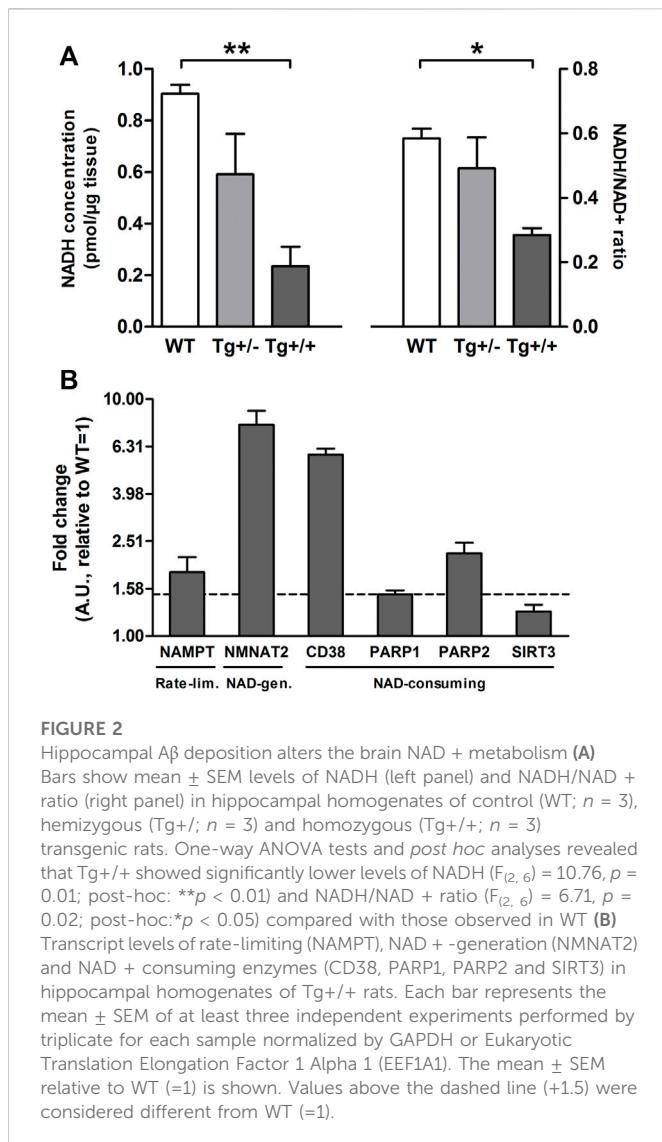 A
**
*
1.0
0.8
0.6
0.4
0.2
0.0
NADH concentration
(pmol/µg tissue)
WT Tg+/- Tg+/+
WT Tg+/- Tg+/+
0.8
0.6
0.4
0.2
0.0
NADH/NAD+
ratio
B
10.00
6.31
3.98
2.51
1.58
1.00
Fold change
(A.U., relative to WT=1)
NAMPT NMNAT2 CD38 PARP1 PARP2 SIRT3
Rate-lim. NAD-gen. NAD-consuming
FIGURE 2
Hippocampal Aβ deposition alters the brain NAD + metabolism (A)
Bars show mean ± SEM levels of NADH (left panel) and NADH/NAD +
ratio (right panel) in hippocampal homogenates of control (WT; n = 3),
hemizygous (Tg+/; n = 3) and homozygous (Tg+/+; n = 3)
transgenic rats. One-way ANOVA tests and post hoc analyses revealed
that Tg+/+ showed significantly lower levels of NADH (F(2, 6) = 10.76, p =
0.01; post-hoc: **p < 0.01) and NADH/NAD + ratio (F(2, 6) = 6.71, p =
0.02; post-hoc:*p < 0.05) compared with those observed in WT (B)
Transcript levels of rate-limiting (NAMPT), NAD + -generation (NMNAT2)
and NAD + consuming enzymes (CD38, PARP1, PARP2 and SIRT3) in
hippocampal homogenates of Tg+/+ rats. Each bar represents the
mean ± SEM of at least three independent experiments performed by
triplicate for each sample normalized by GAPDH or Eukaryotic
Translation Elongation Factor 1 Alpha 1 (EEF1A1). The mean ± SEM
relative to WT (=1) is shown. Values above the dashed line (+1.5) were
considered different from WT (=1).